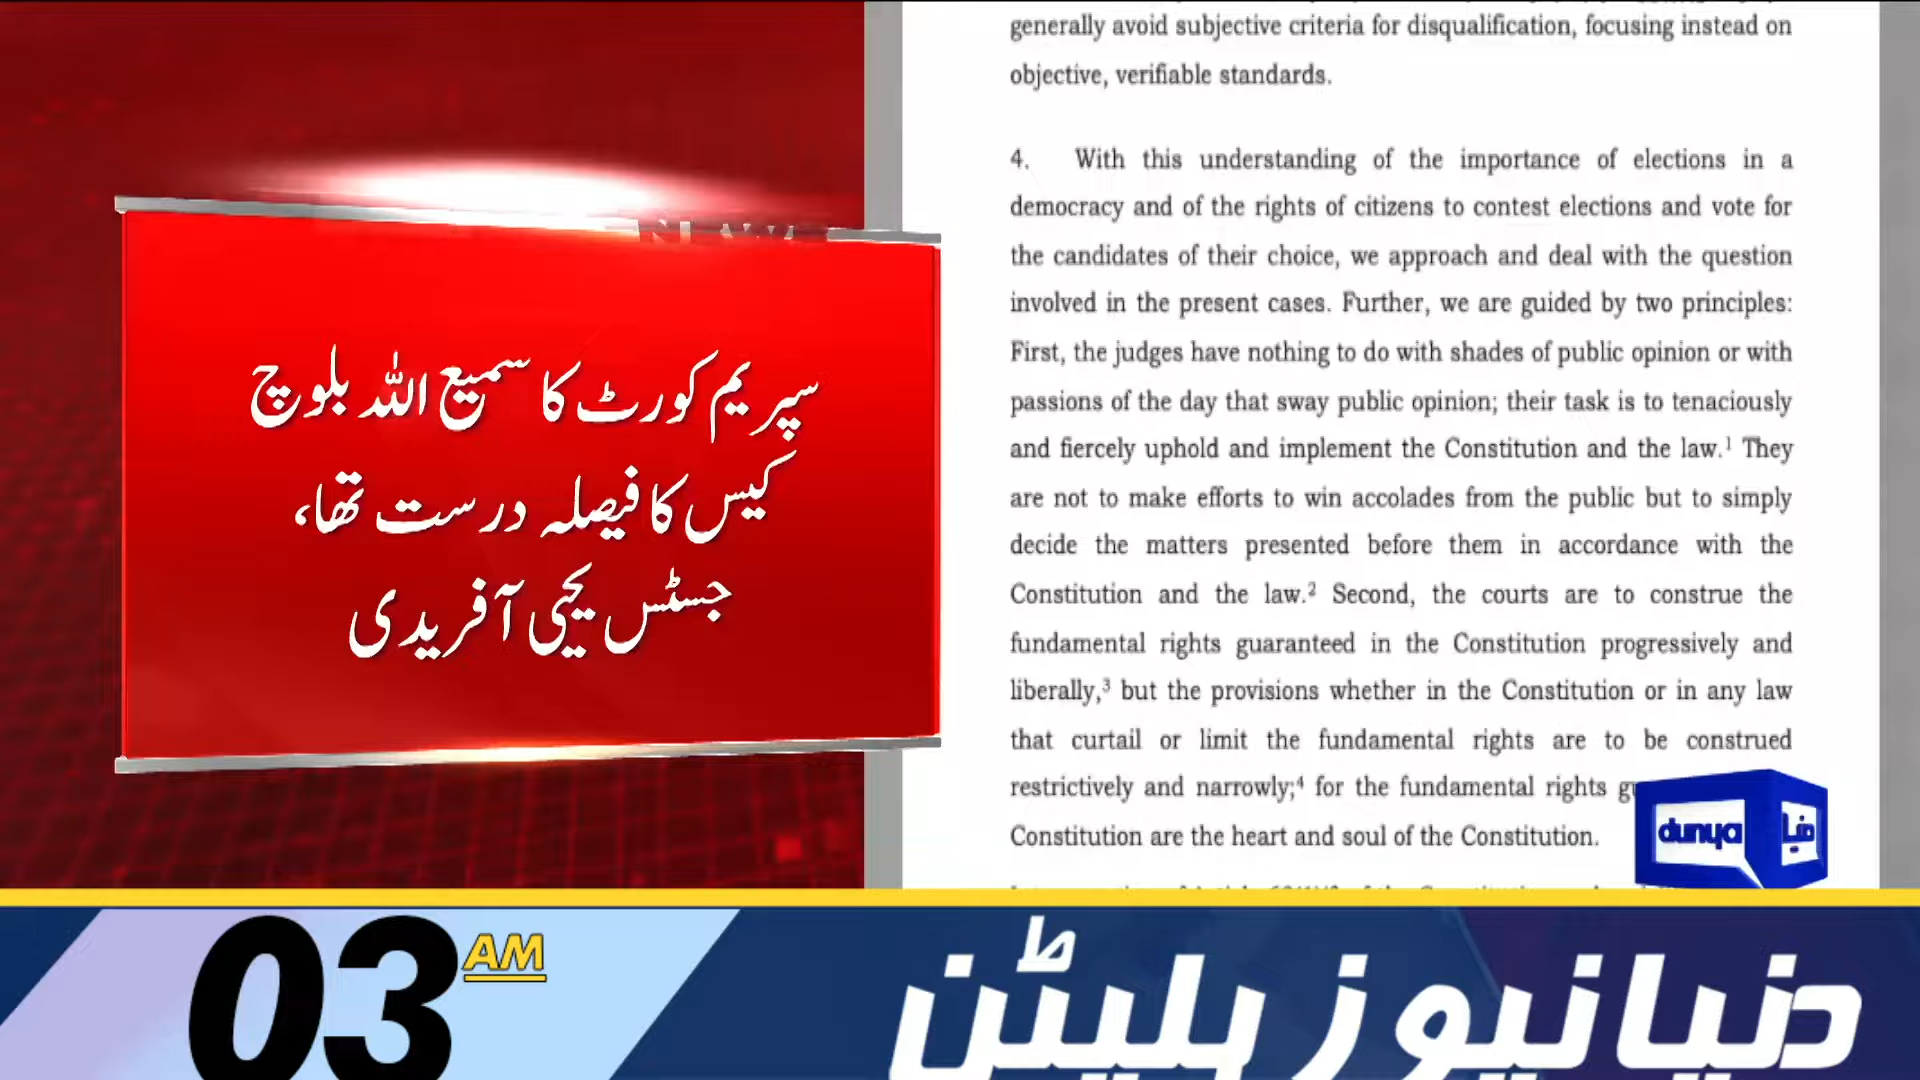 سپریم کورٹ کا سمیع اللہ بلوچ
کیس کا فیصلہ درست تھا،
جسٹس یحییٰ آفریدی
generally avoid subjective criteria for disqualification, focusing instead on
objective, verifiable standards.
4. With this understanding of the importance of elections in a
democracy and of the rights of citizens to contest elections and vote for
the candidates of their choice, we approach and deal with the question
involved in the present cases. Further, we are guided by two principles:
First, the judges have nothing to do with shades of public opinion or with
passions of the day that sway public opinion; their task is to tenaciously
and fiercely uphold and implement the Constitution and the law.¹ They
are not to make efforts to win accolades from the public but to simply
decide the matters presented before them in accordance with the
Constitution and the law.² Second, the courts are to construe the
fundamental rights guaranteed in the Constitution progressively and
liberally,³ but the provisions whether in the Constitution or in any law
that curtail or limit the fundamental rights are to be construed
restrictively and narrowly;⁴ for the fundamental rights
Constitution are the heart and soul of the Constitution.
dunya دنیا
03 AM
دنیا نیوز بلیٹن